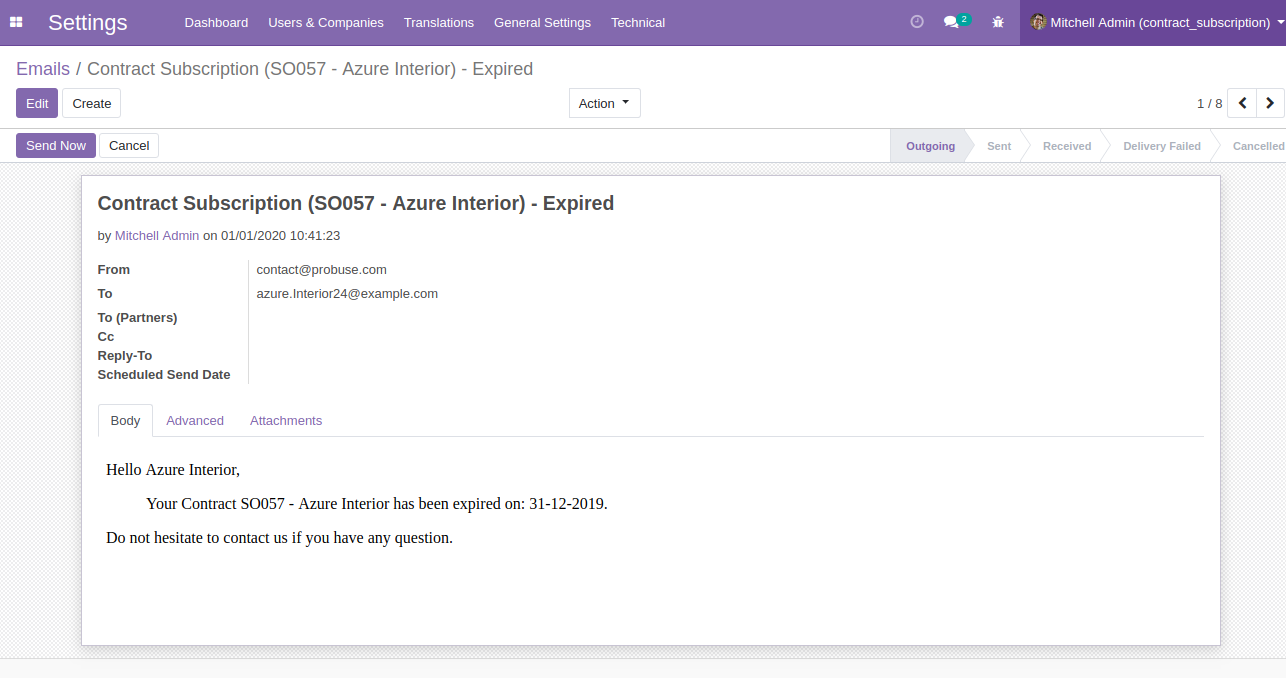 Settings Dashboard Users & Companies Translations General Settings Technical 2 Mitchell Admin (contract_subscription)
Emails / Contract Subscription (SO057 - Azure Interior) - Expired
Edit Create Action 1 / 8
Send Now Cancel Outgoing Sent Received Delivery Failed Cancelled
Contract Subscription (SO057 - Azure Interior) - Expired
by Mitchell Admin on 01/01/2020 10:41:23
From contact@probuse.com
To azure.Interior24@example.com
To (Partners)
Cc
Reply-To
Scheduled Send Date
Body Advanced Attachments
Hello Azure Interior,
Your Contract SO057 - Azure Interior has been expired on: 31-12-2019.
Do not hesitate to contact us if you have any question.